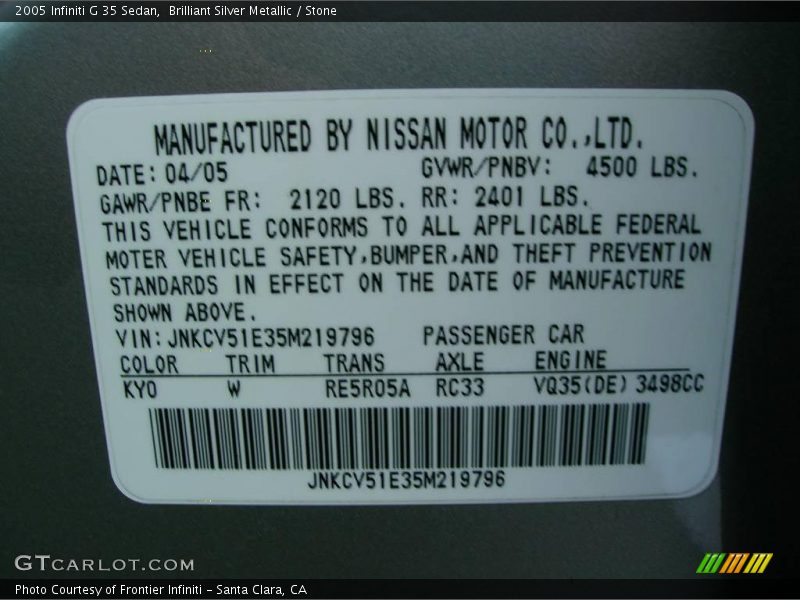 2005 Infiniti G 35 Sedan,  Brilliant Silver Metallic / Stone
MANUFACTURED BY NISSAN MOTOR CO.,LTD.
DATE: 04/05 GVWR/PNBV: 4500 LBS.
GAWR/PNBE FR: 2120 LBS. RR: 2401 LBS.
THIS VEHICLE CONFORMS TO ALL APPLICABLE FEDERAL
MOTER VEHICLE SAFETY,BUMPER,AND THEFT PREVENTION
STANDARDS IN EFFECT ON THE DATE OF MANUFACTURE
SHOWN ABOVE.
VIN: JNKCV51E35M219796 PASSENGER CAR
COLOR TRIM TRANS AXLE ENGINE
KY0 W RE5R05A RC33 VQ35(DE) 3498CC
JNKCV51E35M219796
GTCARLOT.COM
Photo Courtesy of Frontier Infiniti - Santa Clara, CA